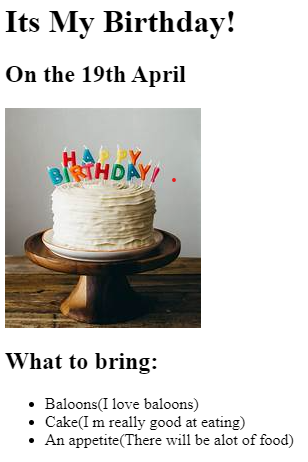 Its My Birthday!
On the 19th April
HAPPY
BIRTHDAY!
What to bring:
Baloons(I love baloons)
Cake(I m really good at eating)
An appetite(There will be alot of food)